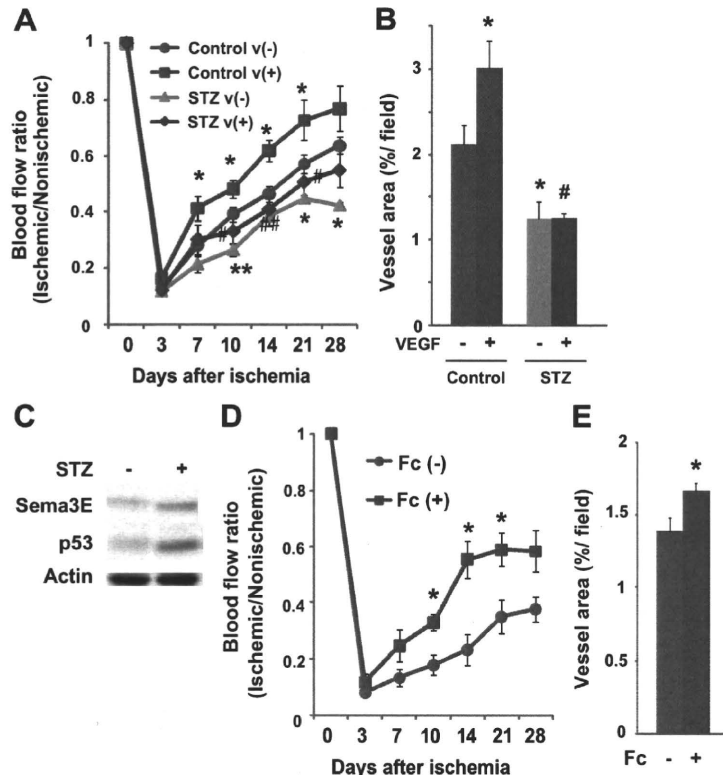 A
Control v(-)
Control v(+)
STZ v(-)
STZ v(+)
Blood flow ratio
(Ischemic/Nonischemic)
1
0.8
0.6
0.4
0.2
0
* * * *
# # ## * *
**
0 3 7 10 14 21 28
Days after ischemia
B
Vessel area (%/ field)
3
2
1
0
*
* #
VEGF - + - +
Control STZ
C
STZ - +
Sema3E
p53
Actin
D
Fc (-)
Fc (+)
Blood flow ratio
(Ischemic/Nonischemic)
1
0.8
0.6
0.4
0.2
0
* * *
0 3 7 10 14 21 28
Days after ischemia
E
Vessel area (%/ field)
2
1.5
1
0.5
0
*
Fc - +